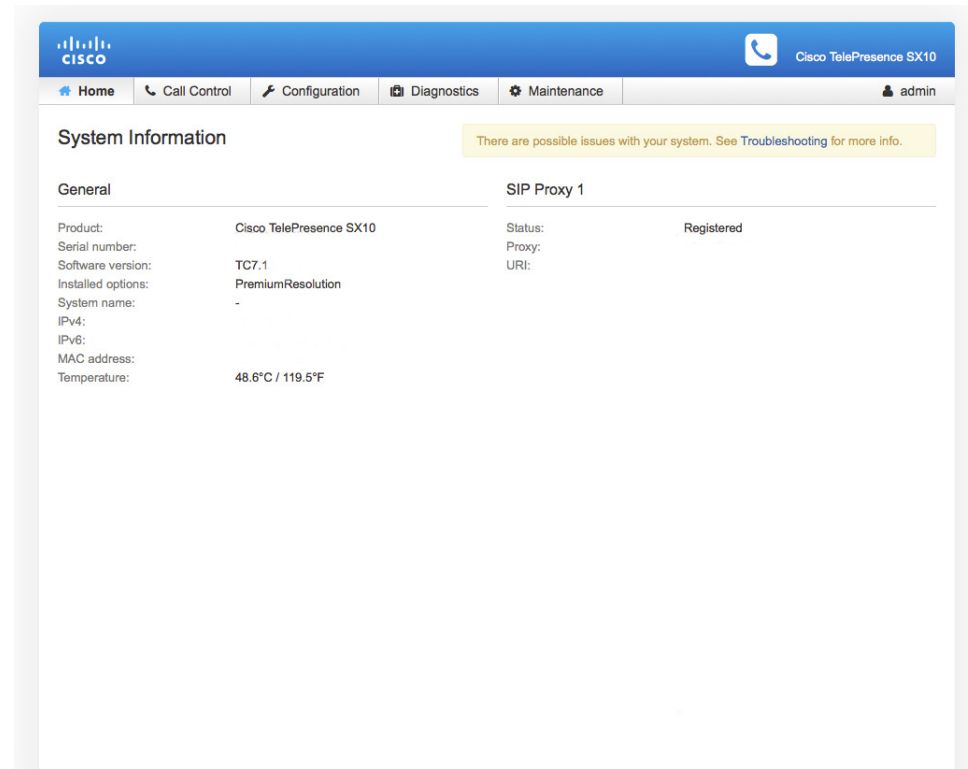 CISCO
Cisco TelePresence SX10
Home Call Control Configuration Diagnostics Maintenance admin
System Information
There are possible issues with your system. See Troubleshooting for more info.
General
Product: Cisco TelePresence SX10
Serial number:
Software version: TC7.1
Installed options: PremiumResolution
System name: -
IPv4:
IPv6:
MAC address:
Temperature: 48.6°C / 119.5°F
SIP Proxy 1
Status: Registered
Proxy:
URI: